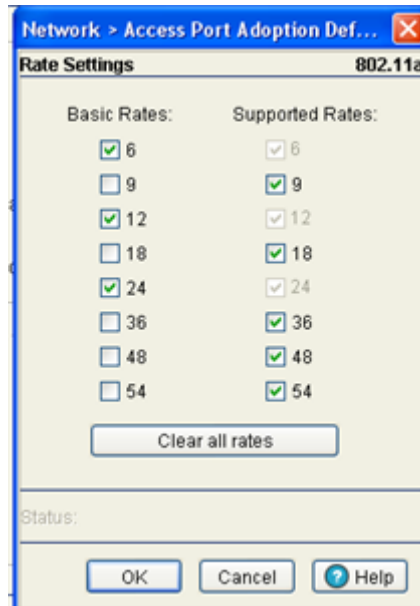 Network > Access Port Adoption Def...
Rate Settings 802.11a
Basic Rates: Supported Rates:
6 6
9 9
12 12
18 18
24 24
36 36
48 48
54 54
Clear all rates
Status:
OK Cancel ? Help